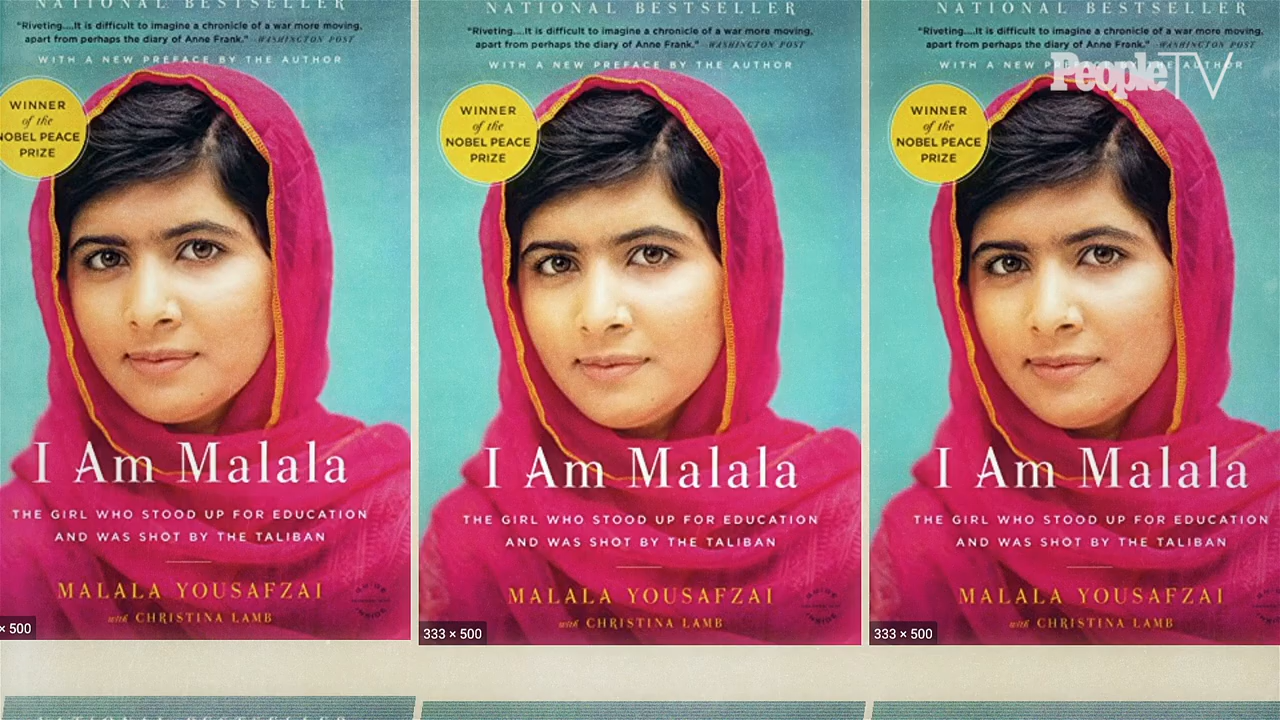 NATIONAL BESTSELLER
"Riveting....It is difficult to imagine a chronicle of a war more moving,
apart from perhaps the diary of Anne Frank." —WASHINGTON POST
WITH A NEW PREFACE BY THE AUTHOR
WINNER
of the
NOBEL PEACE
PRIZE
I Am Malala
THE GIRL WHO STOOD UP FOR EDUCATION
AND WAS SHOT BY THE TALIBAN
MALALA YOUSAFZAI
with CHRISTINA LAMB
× 500
NATIONAL BESTSELLER
"Riveting....It is difficult to imagine a chronicle of a war more moving,
apart from perhaps the diary of Anne Frank." —WASHINGTON POST
WITH A NEW PREFACE BY THE AUTHOR
WINNER
of the
NOBEL PEACE
PRIZE
I Am Malala
THE GIRL WHO STOOD UP FOR EDUCATION
AND WAS SHOT BY THE TALIBAN
MALALA YOUSAFZAI
with CHRISTINA LAMB
GUIDE
INSIDE
333 × 500
NATIONAL BESTSELLER
"Riveting....It is difficult to imagine a chronicle of a war more moving,
apart from perhaps the diary of Anne Frank." —WASHINGTON POST
WITH A NEW PREFACE BY THE AUTHOR
PeopleTV
WINNER
of the
NOBEL PEACE
PRIZE
I Am Malala
THE GIRL WHO STOOD UP FOR EDUCATION
AND WAS SHOT BY THE TALIBAN
MALALA YOUSAFZAI
with CHRISTINA LAMB
333 × 500